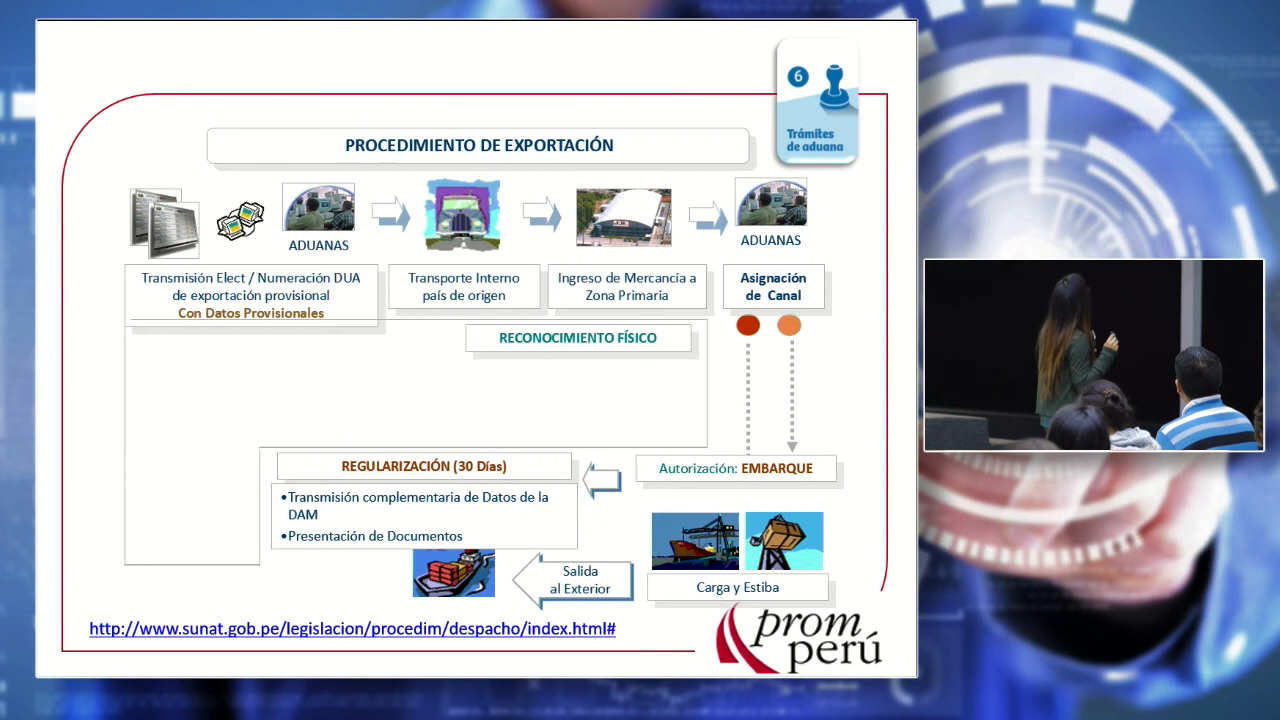 6
Trámites
de aduana
PROCEDIMIENTO DE EXPORTACIÓN
ADUANAS
ADUANAS
Transmisión Elect / Numeración DUA
de exportación provisional
Con Datos Provisionales
Transporte Interno
país de origen
Ingreso de Mercancía a
Zona Primaria
Asignación
de Canal
RECONOCIMIENTO FÍSICO
REGULARIZACIÓN (30 Días)
Autorización: EMBARQUE
•Transmisión complementaria de Datos de la
DAM
•Presentación de Documentos
Salida
al Exterior
Carga y Estiba
http://www.sunat.gob.pe/legislacion/procedim/despacho/index.html#
prom
perú